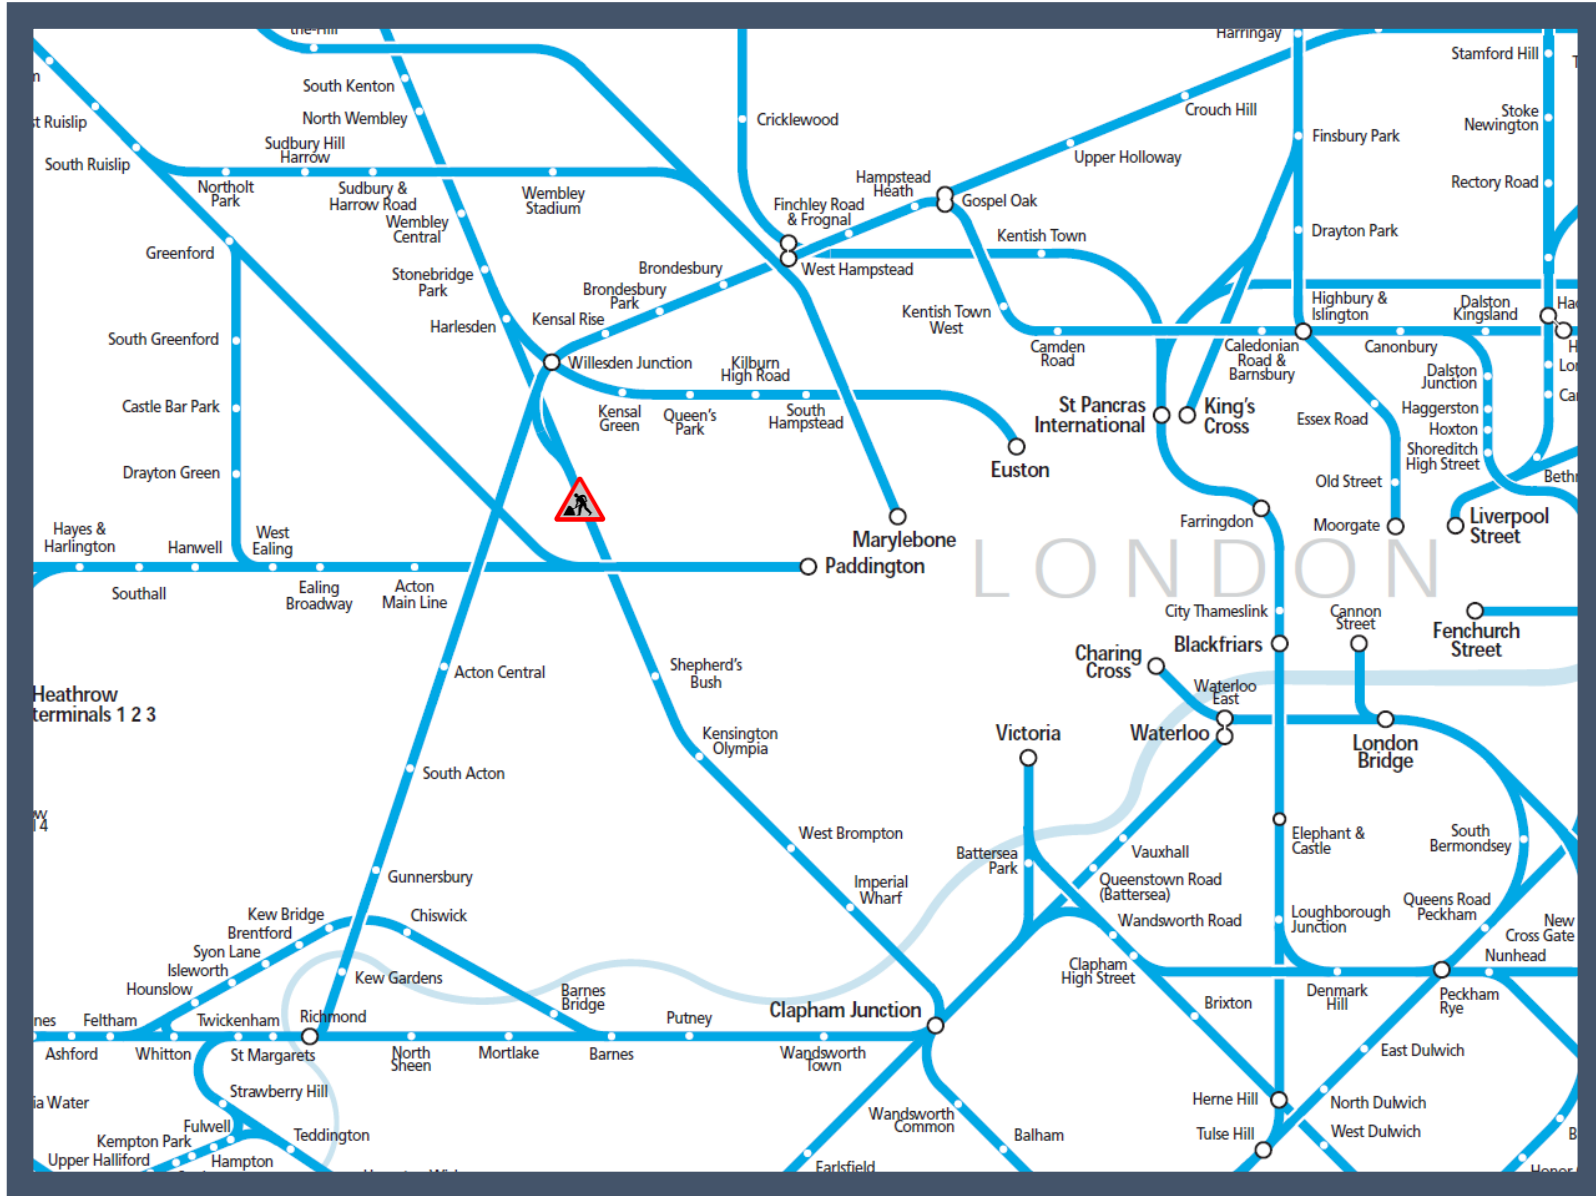 the-Hill
Harringay
Stamford Hill
South Kenton
North Wembley
Cricklewood
Crouch Hill
Stoke
Newington
st Ruislip
Finsbury Park
South Ruislip
Sudbury Hill
Harrow
Upper Holloway
Northolt
Park
Sudbury &
Harrow Road
Wembley
Stadium
Hampstead
Heath
Rectory Road
Wembley
Central
Finchley Road
& Frognal
Gospel Oak
Kentish Town
Drayton Park
Greenford
Stonebridge
Park
Brondesbury
West Hampstead
Brondesbury
Park
Harlesden
Kensal Rise
Kentish Town
West
Highbury &
Islington
Dalston
Kingsland
South Greenford
Willesden Junction
Kilburn
High Road
Camden
Road
Caledonian
Road &
Barnsbury
Canonbury
Dalston
Junction
Castle Bar Park
Kensal
Green
Queen's
Park
South
Hampstead
St Pancras
International
King's
Cross
Essex Road
Haggerston
Hoxton
Shoreditch
High Street
Drayton Green
Euston
Old Street
Hayes &
Harlington
Hanwell
West
Ealing
Marylebone
Farringdon
Moorgate
Liverpool
Street
LONDON
Paddington
Southall
Ealing
Broadway
Acton
Main Line
City Thameslink
Cannon
Street
Fenchurch
Street
Blackfriars
Charing
Cross
Acton Central
Shepherd's
Bush
Heathrow
terminals 1 2 3
Waterloo
East
Kensington
Olympia
Victoria
Waterloo
London
Bridge
South Acton
4
West Brompton
Battersea
Park
Vauxhall
Elephant &
Castle
South
Bermondsey
Gunnersbury
Imperial
Wharf
Queenstown Road
(Battersea)
Queens Road
Peckham
Kew Bridge
Chiswick
Wandsworth Road
Loughborough
Junction
New
Cross Gate
Brentford
Syon Lane
Isleworth
Kew Gardens
Clapham
High Street
Nunhead
Hounslow
Barnes
Bridge
Clapham Junction
Brixton
Denmark
Hill
Peckham
Rye
nes
Feltham
Twickenham
Richmond
Putney
Ashford
Whitton
St Margarets
North
Sheen
Mortlake
Barnes
Wandsworth
Town
East Dulwich
Strawberry Hill
ia Water
Wandsworth
Common
Herne Hill
North Dulwich
Fulwell
Kempton Park
Teddington
Balham
Tulse Hill
West Dulwich
Upper Halliford
Hampton
Earlsfield